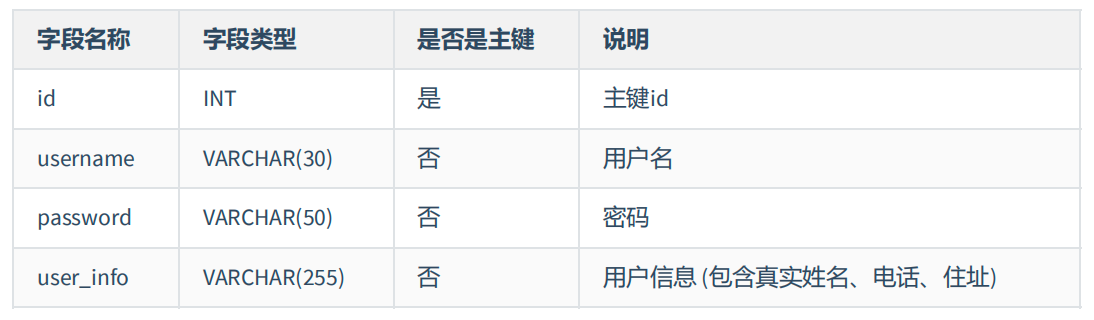 字段名称 字段类型 是否是主键 说明
id INT 是 主键id
username VARCHAR(30) 否 用户名
password VARCHAR(50) 否 密码
user_info VARCHAR(255) 否 用户信息 (包含真实姓名、电话、住址)